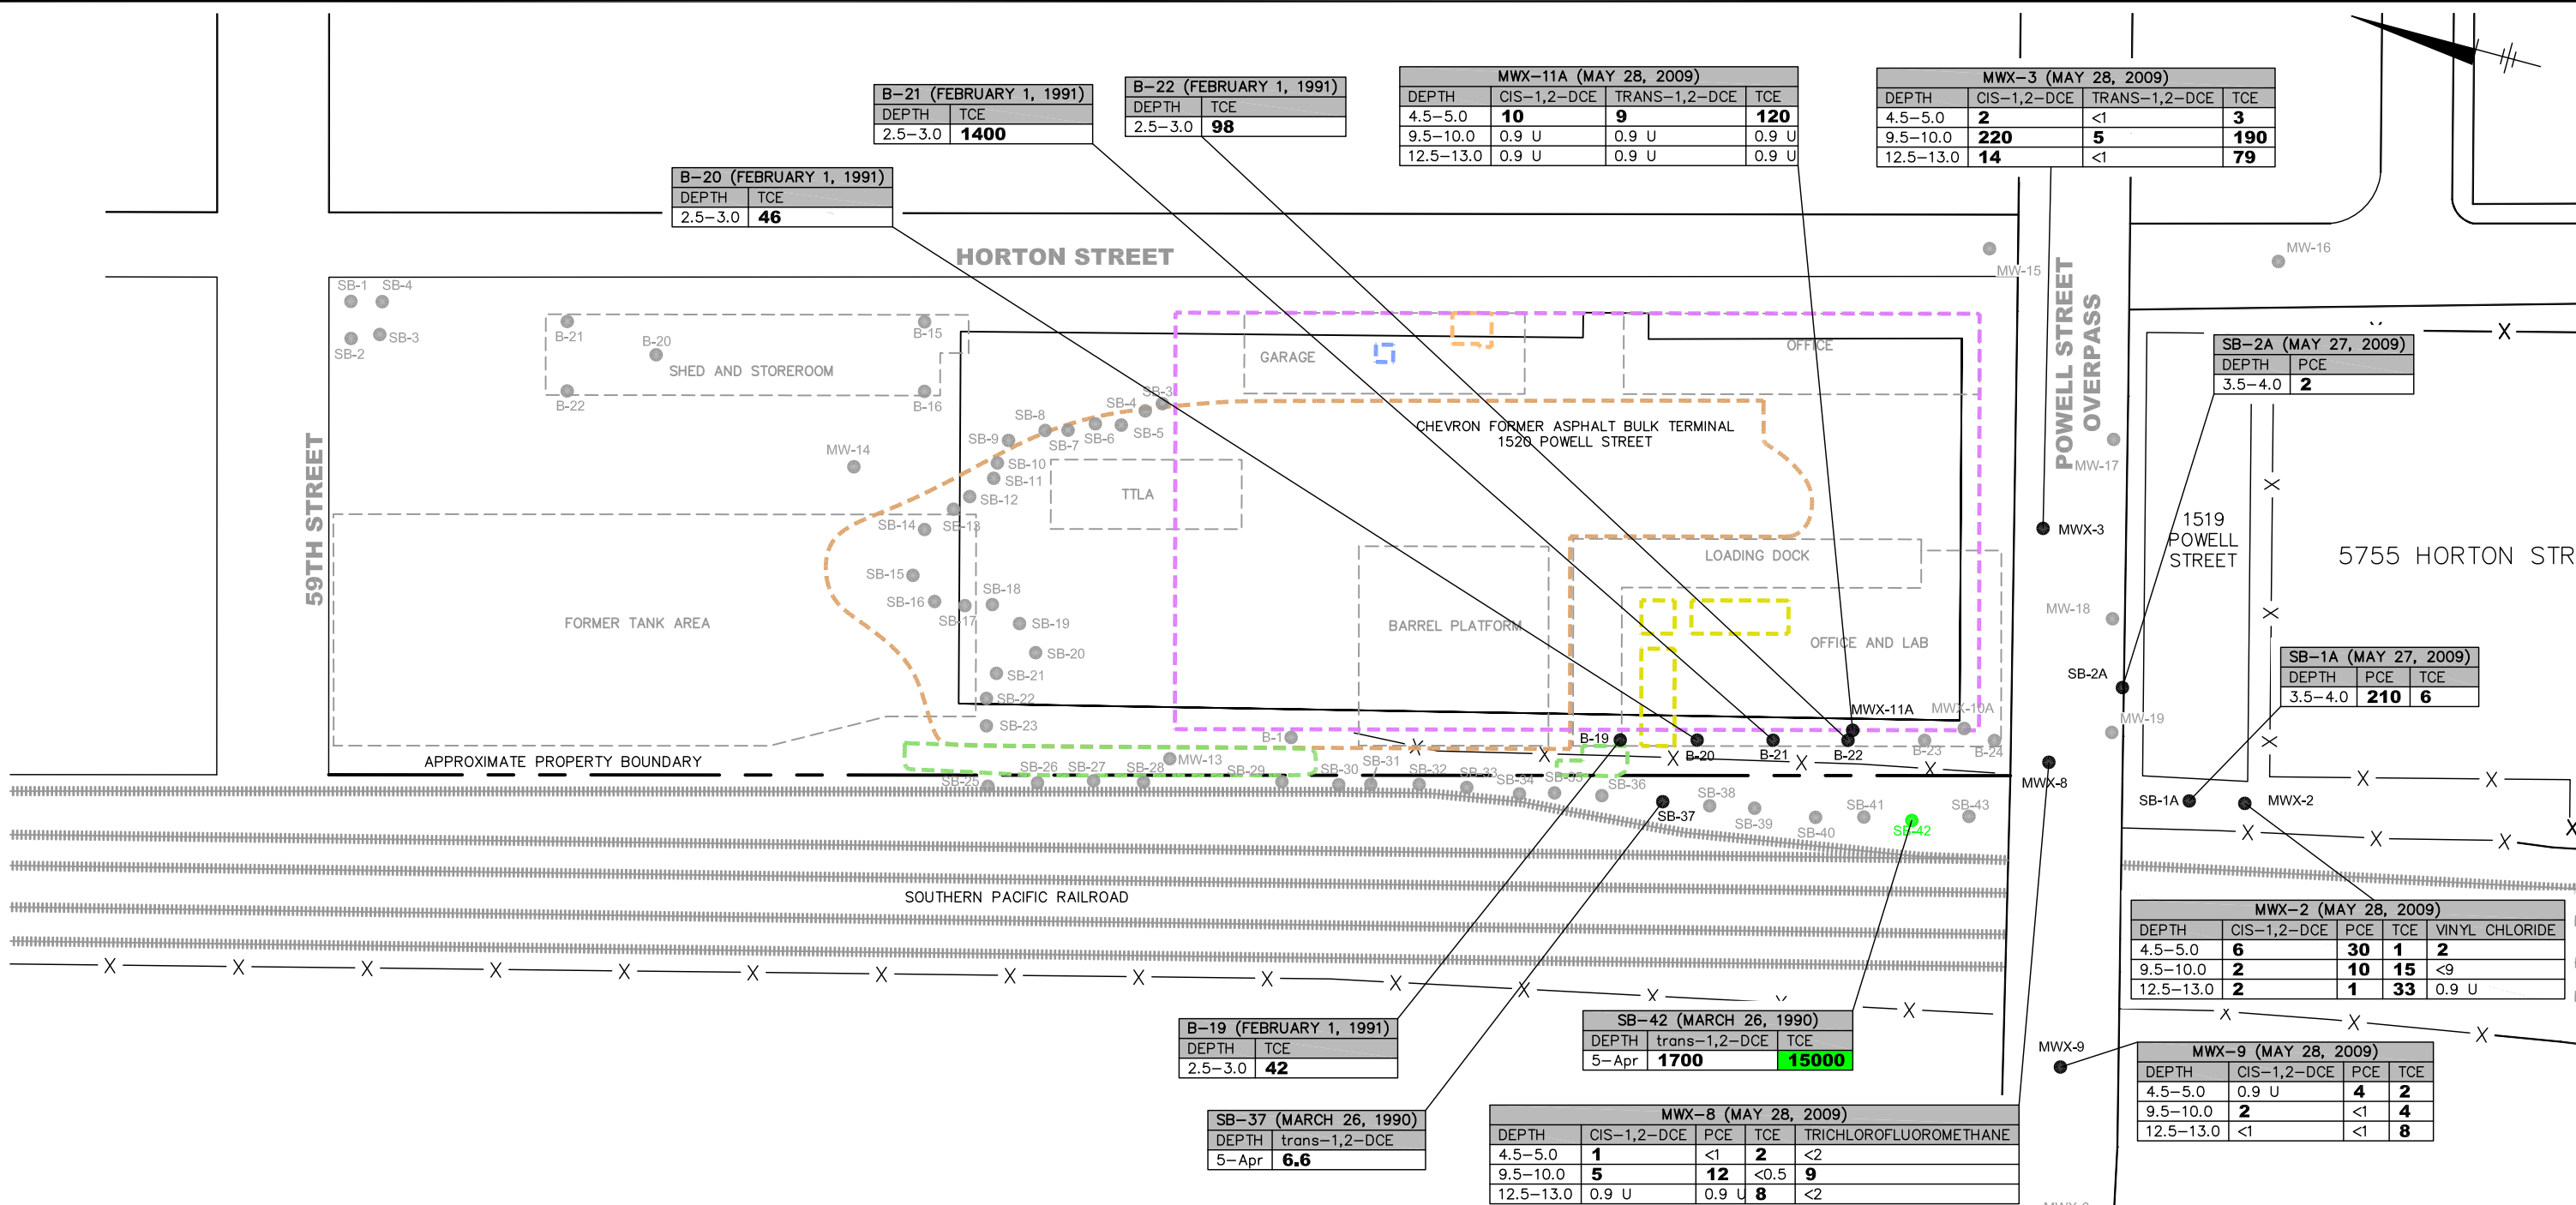 B-21 (FEBRUARY 1, 1991)
DEPTH TCE
2.5-3.0 1400
B-22 (FEBRUARY 1, 1991)
DEPTH TCE
2.5-3.0 98
MWX-11A (MAY 28, 2009)
DEPTH CIS-1,2-DCE TRANS-1,2-DCE TCE
4.5-5.0 10 9 120
9.5-10.0 0.9 U 0.9 U 0.9 U
12.5-13.0 0.9 U 0.9 U 0.9 U
MWX-3 (MAY 28, 2009)
DEPTH CIS-1,2-DCE TRANS-1,2-DCE TCE
4.5-5.0 2 <1 3
9.5-10.0 220 5 190
12.5-13.0 14 <1 79
B-20 (FEBRUARY 1, 1991)
DEPTH TCE
2.5-3.0 46
HORTON STREET
MW-15
MW-16
POWELL STREET
OVERPASS
59TH STREET
SB-1
SB-4
SB-2
SB-3
B-21
B-20
B-15
SHED AND STOREROOM
B-22
B-16
GARAGE
OFFICE
SB-2A (MAY 27, 2009)
DEPTH PCE
3.5-4.0 2
SB-3
SB-4
SB-5
SB-6
SB-7
SB-8
SB-9
SB-10
SB-11
SB-12
SB-13
SB-14
MW-14
TTLA
CHEVRON FORMER ASPHALT BULK TERMINAL
1520 POWELL STREET
MW-17
MWX-3
1519
POWELL
STREET
5755 HORTON STR
LOADING DOCK
SB-15
SB-16
SB-17
SB-18
SB-19
SB-20
SB-21
SB-22
SB-23
FORMER TANK AREA
BARREL PLATFORM
OFFICE AND LAB
MW-18
SB-2A
SB-1A (MAY 27, 2009)
DEPTH PCE TCE
3.5-4.0 210 6
MWX-11A
MWX-10A
MW-19
B-1
B-19
B-20
B-21
B-22
B-23
B-24
APPROXIMATE PROPERTY BOUNDARY
MW-13
SB-25
SB-26
SB-27
SB-28
SB-29
SB-30
SB-31
SB-32
SB-33
SB-34
SB-35
SB-36
SB-37
SB-38
SB-39
SB-40
SB-41
SB-42
SB-43
MWX-8
SB-1A
MWX-2
SOUTHERN PACIFIC RAILROAD
MWX-2 (MAY 28, 2009)
DEPTH CIS-1,2-DCE PCE TCE VINYL CHLORIDE
4.5-5.0 6 30 1 2
9.5-10.0 2 10 15 <9
12.5-13.0 2 1 33 0.9 U
B-19 (FEBRUARY 1, 1991)
DEPTH TCE
2.5-3.0 42
SB-42 (MARCH 26, 1990)
DEPTH trans-1,2-DCE TCE
5-Apr 1700 15000
MWX-9
MWX-9 (MAY 28, 2009)
DEPTH CIS-1,2-DCE PCE TCE
4.5-5.0 0.9 U 4 2
9.5-10.0 2 <1 4
12.5-13.0 <1 <1 8
SB-37 (MARCH 26, 1990)
DEPTH trans-1,2-DCE
5-Apr 6.6
MWX-8 (MAY 28, 2009)
DEPTH CIS-1,2-DCE PCE TCE TRICHLOROFLUOROMETHANE
4.5-5.0 1 <1 2 <2
9.5-10.0 5 12 <0.5 9
12.5-13.0 0.9 U 0.9 U 8 <2